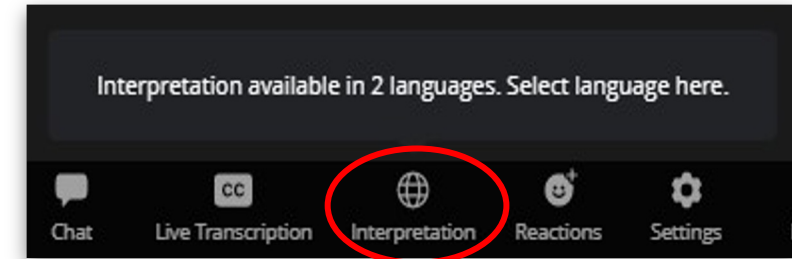 Interpretation available in 2 languages. Select language here.
CC
Chat Live Transcription Interpretation Reactions Settings